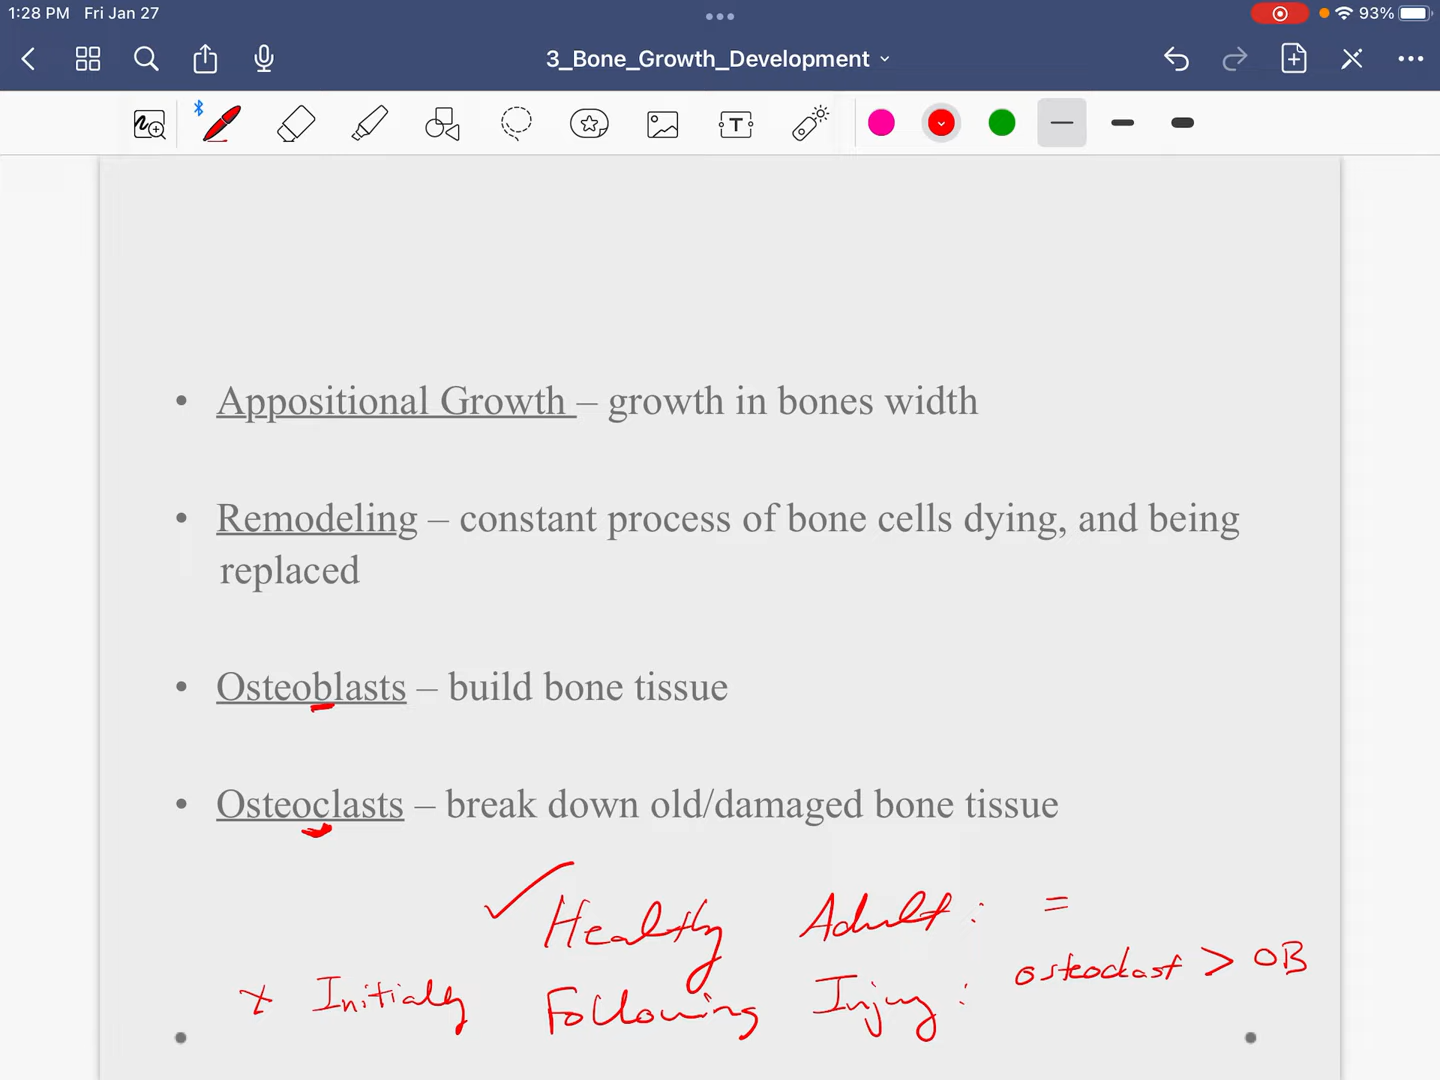 1:28 PM Fri Jan 27
93%
3_Bone_Growth_Development
T
• Appositional Growth – growth in bones width
• Remodeling – constant process of bone cells dying, and being
replaced
• Osteoblasts – build bone tissue
• Osteoclasts – break down old/damaged bone tissue
✓ Healthy Adult: =
x Initially Following Injury: osteoclast > OB